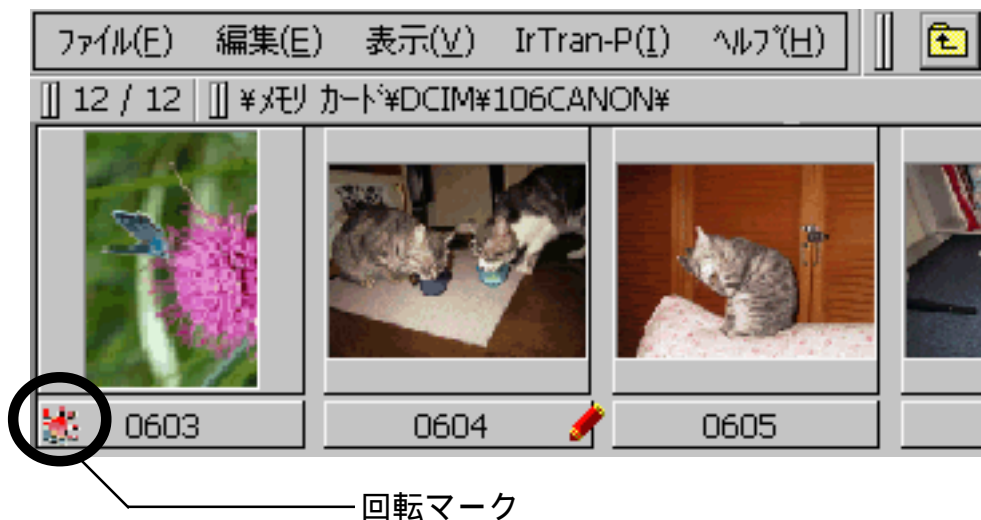 ファイル(F) 編集(E) 表示(V) IrTran-P(I) ヘルプ(H)
12 / 12 ¥メモリ カード¥DCIM¥106CANON¥
0603 0604 0605
回転マーク